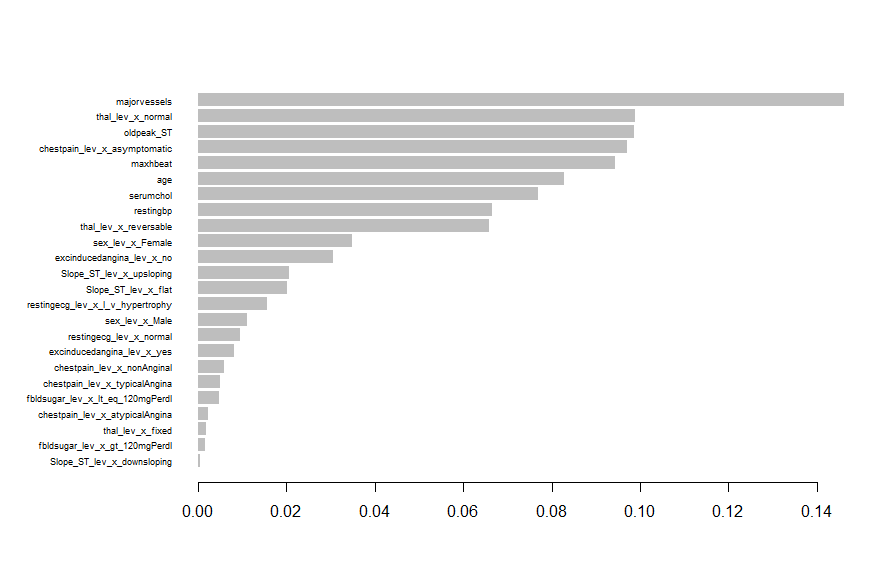 majorvessels
thal_lev_x_normal
oldpeak_ST
chestpain_lev_x_asymptomatic
maxhbeat
age
serumchol
restingbp
thal_lev_x_reversable
sex_lev_x_Female
excinducedangina_lev_x_no
Slope_ST_lev_x_upsloping
Slope_ST_lev_x_flat
restingecg_lev_x_l_v_hypertrophy
sex_lev_x_Male
restingecg_lev_x_normal
excinducedangina_lev_x_yes
chestpain_lev_x_nonAnginal
chestpain_lev_x_typicalAngina
fbldsugar_lev_x_lt_eq_120mgPerdl
chestpain_lev_x_atypicalAngina
thal_lev_x_fixed
fbldsugar_lev_x_gt_120mgPerdl
Slope_ST_lev_x_downsloping
0.00 0.02 0.04 0.06 0.08 0.10 0.12 0.14